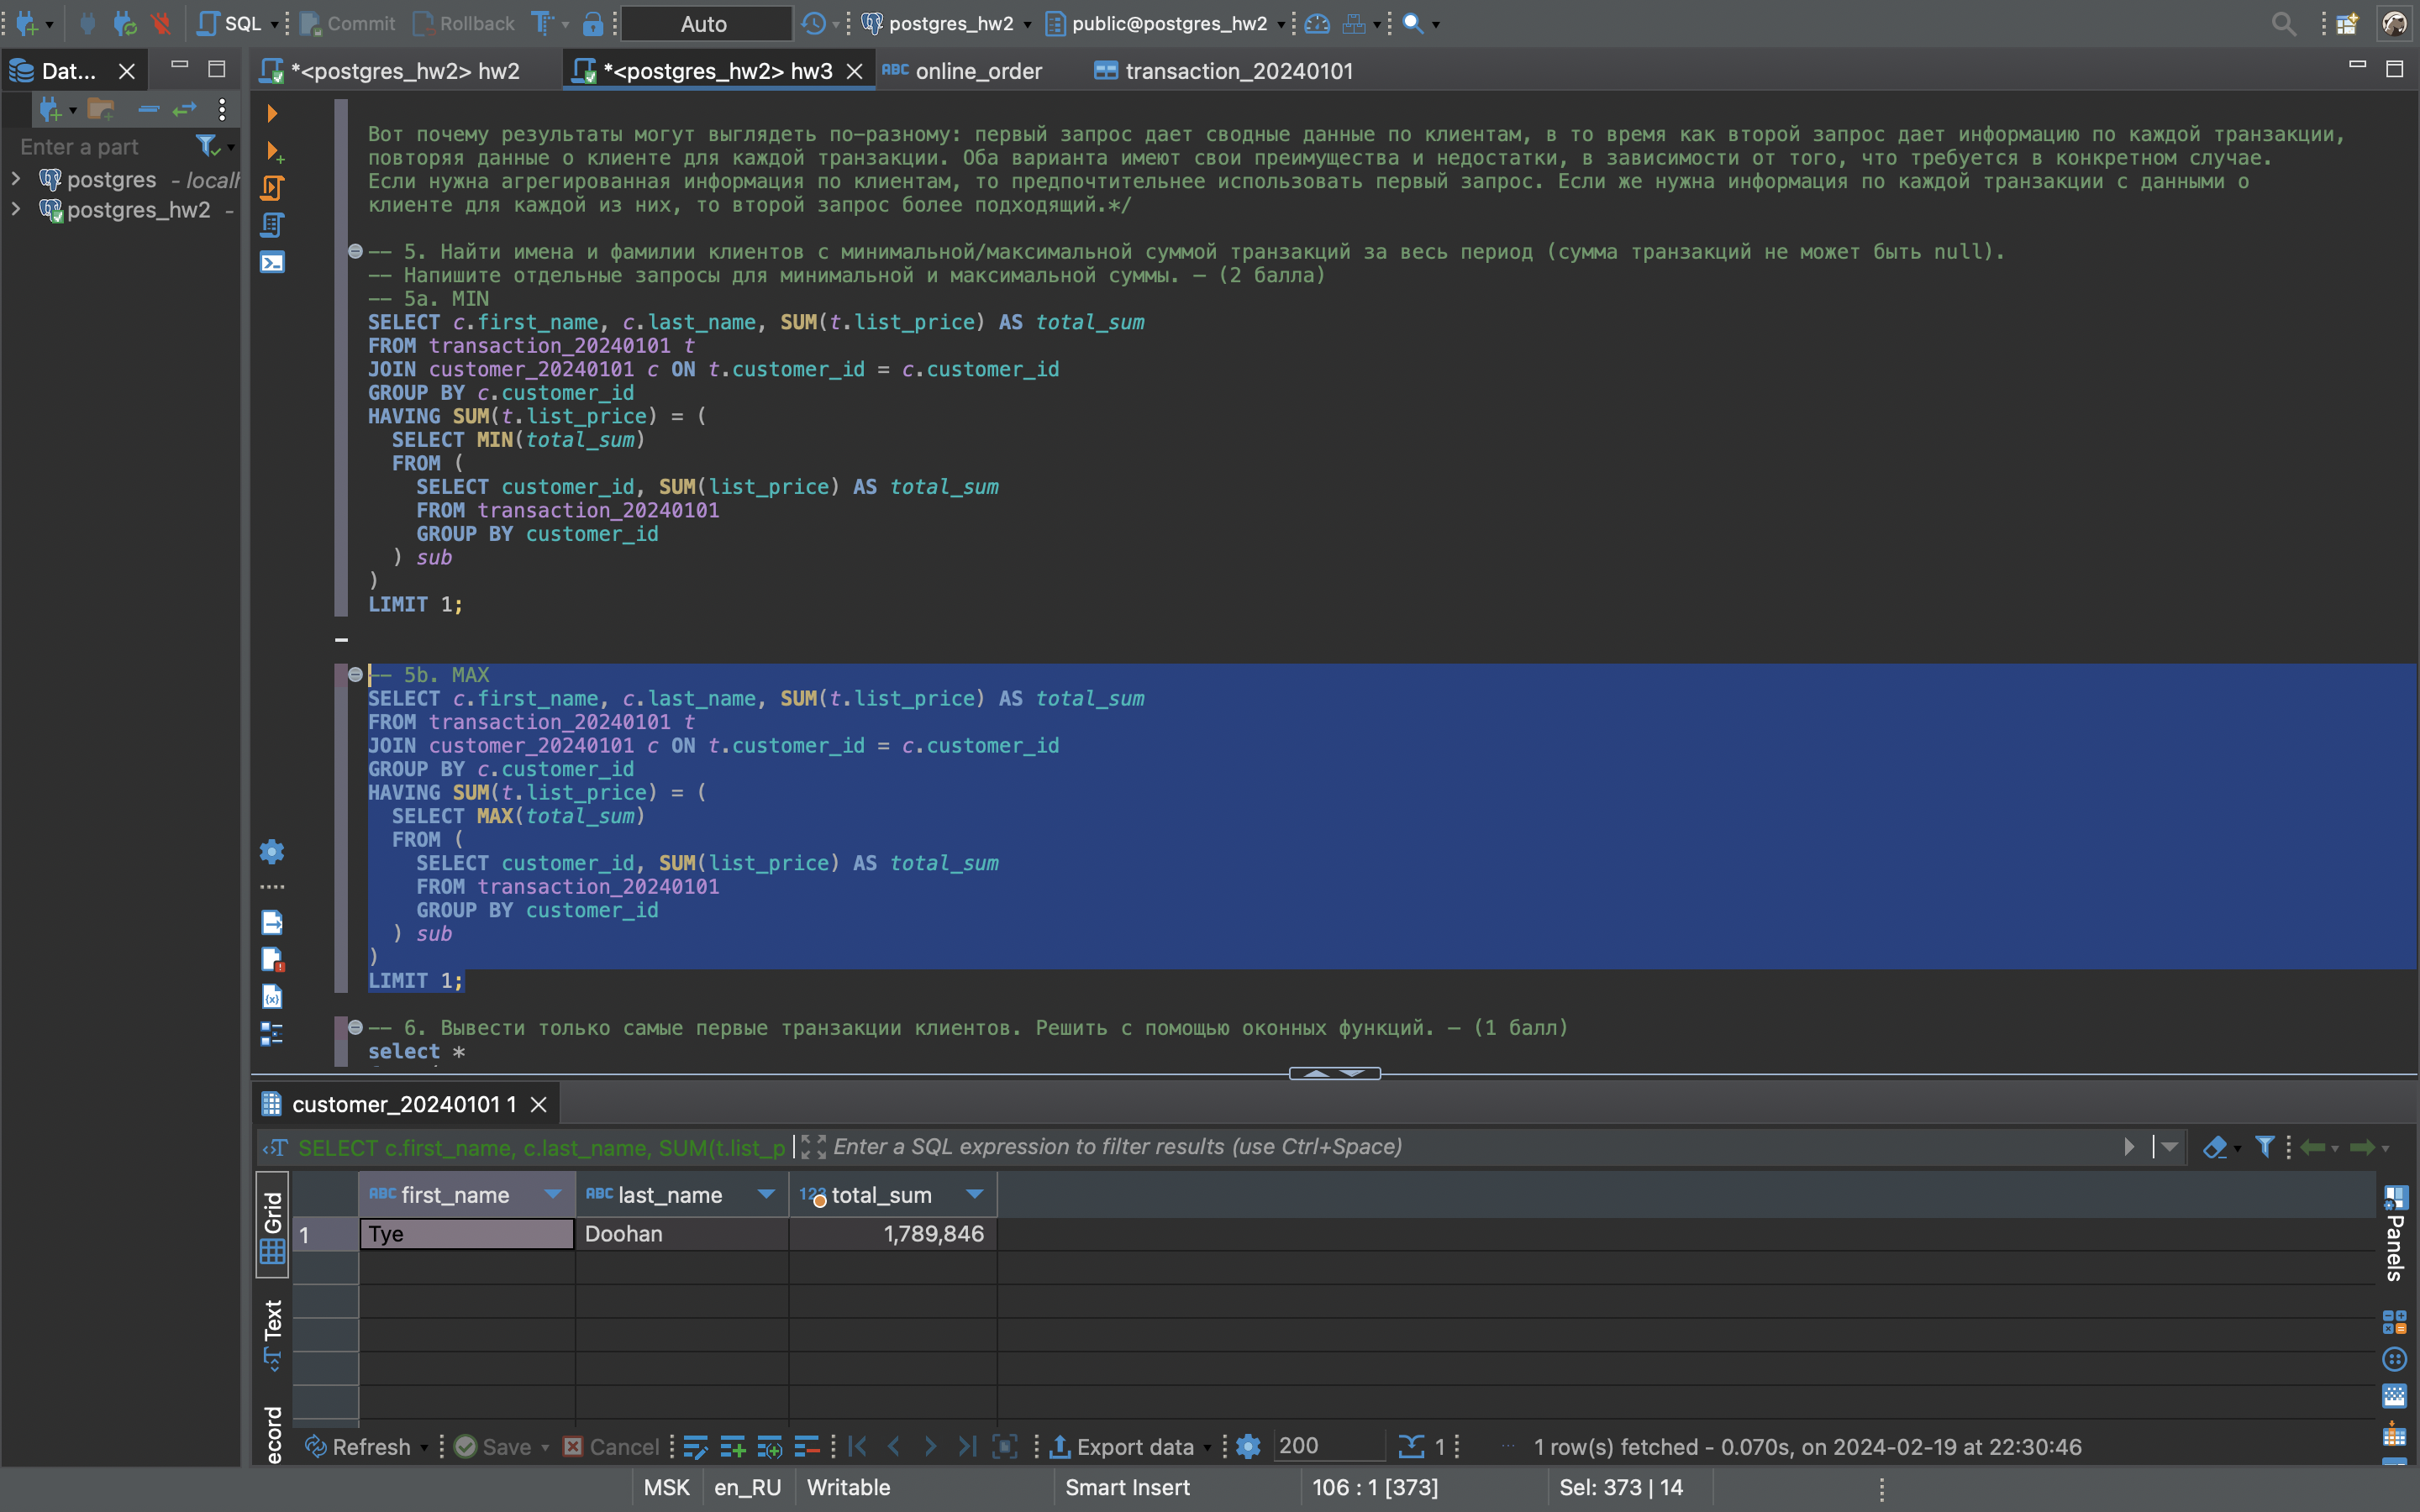 SQL Commit Rollback Auto postgres_hw2 public@postgres_hw2
Dat... *<postgres_hw2> hw2 *<postgres_hw2> hw3 ABC online_order transaction_20240101
Enter a part
postgres - local
postgres_hw2 -
Вот почему результаты могут выглядеть по-разному: первый запрос дает сводные данные по клиентам, в то время как второй запрос дает информацию по каждой транзакции,
повторяя данные о клиенте для каждой транзакции. Оба варианта имеют свои преимущества и недостатки, в зависимости от того, что требуется в конкретном случае.
Если нужна агрегированная информация по клиентам, то предпочтительнее использовать первый запрос. Если же нужна информация по каждой транзакции с данными о
клиенте для каждой из них, то второй запрос более подходящий.*/
-- 5. Найти имена и фамилии клиентов с минимальной/максимальной суммой транзакций за весь период (сумма транзакций не может быть null).
-- Напишите отдельные запросы для минимальной и максимальной суммы. — (2 балла)
-- 5a. MIN
SELECT c.first_name, c.last_name, SUM(t.list_price) AS total_sum
FROM transaction_20240101 t
JOIN customer_20240101 c ON t.customer_id = c.customer_id
GROUP BY c.customer_id
HAVING SUM(t.list_price) = (
SELECT MIN(total_sum)
FROM (
SELECT customer_id, SUM(list_price) AS total_sum
FROM transaction_20240101
GROUP BY customer_id
) sub
)
LIMIT 1;
-- 5b. MAX
SELECT c.first_name, c.last_name, SUM(t.list_price) AS total_sum
FROM transaction_20240101 t
JOIN customer_20240101 c ON t.customer_id = c.customer_id
GROUP BY c.customer_id
HAVING SUM(t.list_price) = (
SELECT MAX(total_sum)
FROM (
SELECT customer_id, SUM(list_price) AS total_sum
FROM transaction_20240101
GROUP BY customer_id
) sub
)
LIMIT 1;
-- 6. Вывести только самые первые транзакции клиентов. Решить с помощью оконных функций. — (1 балл)
select *
customer_20240101 1
SELECT c.first_name, c.last_name, SUM(t.list_p Enter a SQL expression to filter results (use Ctrl+Space)
ABC first_name ABC last_name 123 total_sum
1 Tye Doohan 1,789,846
Grid
Text
ecord
Panels
Refresh Save Cancel Export data 200 1 1 row(s) fetched - 0.070s, on 2024-02-19 at 22:30:46
MSK en_RU Writable Smart Insert 106 : 1 [373] Sel: 373 | 14